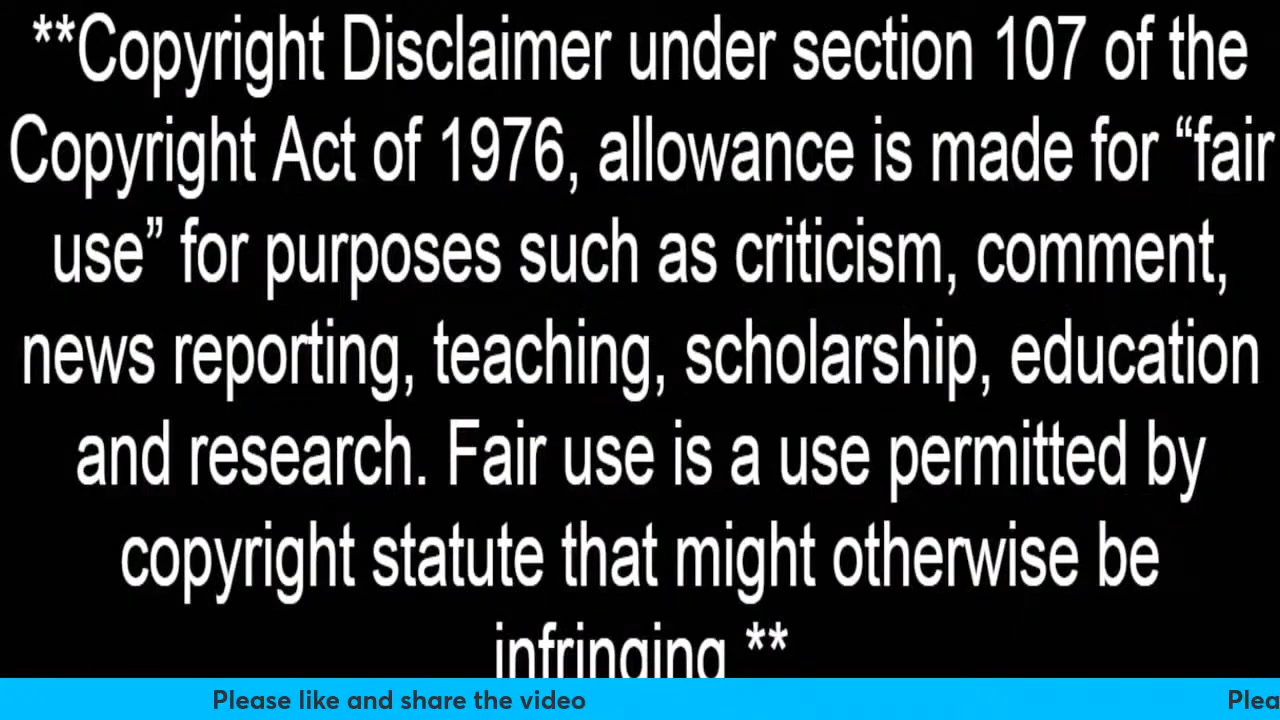 **Copyright Disclaimer under section 107 of the
Copyright Act of 1976, allowance is made for “fair
use” for purposes such as criticism, comment,
news reporting, teaching, scholarship, education
and research. Fair use is a use permitted by
copyright statute that might otherwise be
infringing **
Please like and share the video Plea